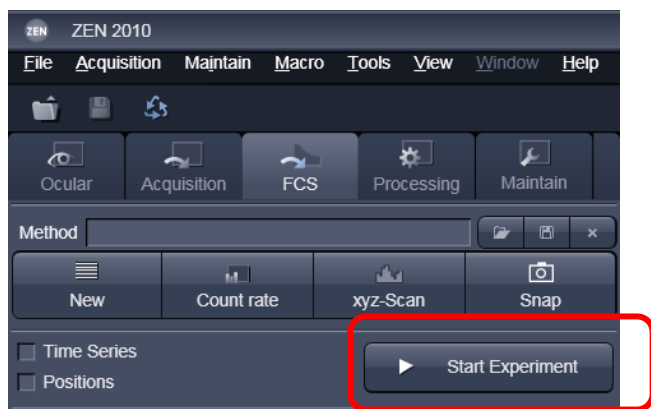 ZEN ZEN 2010
File Acquisition Maintain Macro Tools View Window Help
Ocular Acquisition FCS Processing Maintain
Method
New Count rate xyz-Scan Snap
Time Series
Start Experiment
Positions